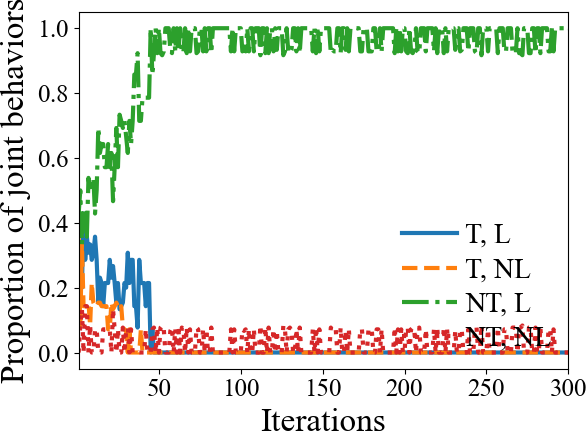 Proportion of joint behaviors
1.0
0.8
0.6
0.4
0.2
0.0
T, L
T, NL
NT, L
NT, NL
50 100 150 200 250 300
Iterations